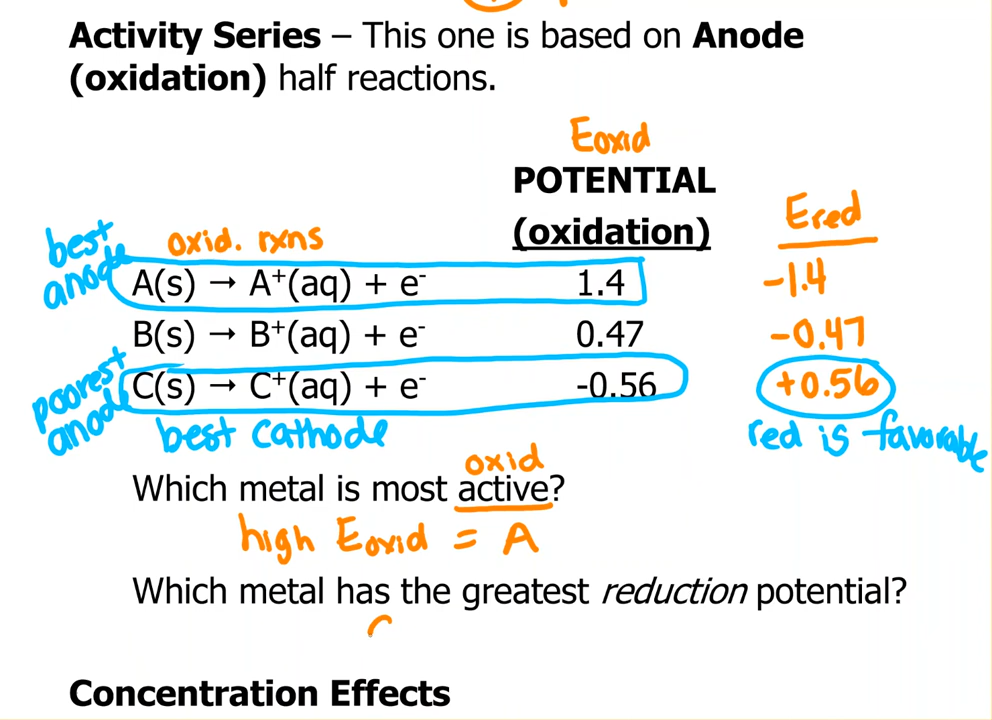 Activity Series – This one is based on Anode
(oxidation) half reactions.
Eoxid
POTENTIAL
(oxidation)
Ered
best
anode
oxid. rxns
A(s) → A⁺(aq) + e⁻ 1.4 -1.4
B(s) → B⁺(aq) + e⁻ 0.47 -0.47
poorest
anode
C(s) → C⁺(aq) + e⁻ -0.56 +0.56
best cathode red is favorable
oxid
Which metal is most active?
high Eoxid = A
Which metal has the greatest reduction potential?
Concentration Effects